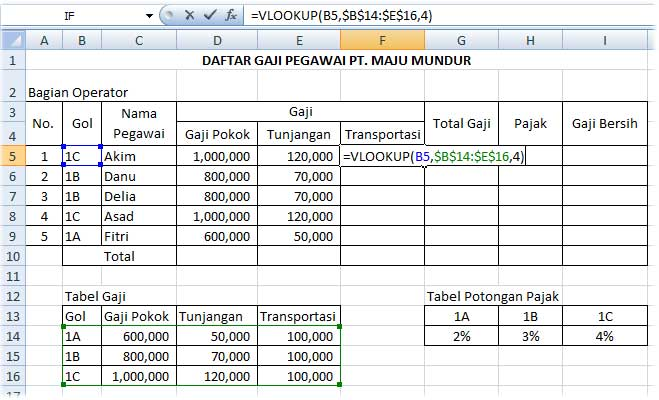 IF =VLOOKUP(B5,$B$14:$E$16,4)
A B C D E F G H I
1 DAFTAR GAJI PEGAWAI PT. MAJU MUNDUR
2 Bagian Operator
3 No. Gol Nama Pegawai Gaji Total Gaji Pajak Gaji Bersih
4 Gaji Pokok Tunjangan Transportasi
5 1 1C Akim 1,000,000 120,000 =VLOOKUP(B5,$B$14:$E$16,4)
6 2 1B Danu 800,000 70,000
7 3 1B Delia 800,000 70,000
8 4 1C Asad 1,000,000 120,000
9 5 1A Fitri 600,000 50,000
10 Total
11
12 Tabel Gaji Tabel Potongan Pajak
13 Gol Gaji Pokok Tunjangan Transportasi 1A 1B 1C
14 1A 600,000 50,000 100,000 2% 3% 4%
15 1B 800,000 70,000 100,000
16 1C 1,000,000 120,000 100,000
17